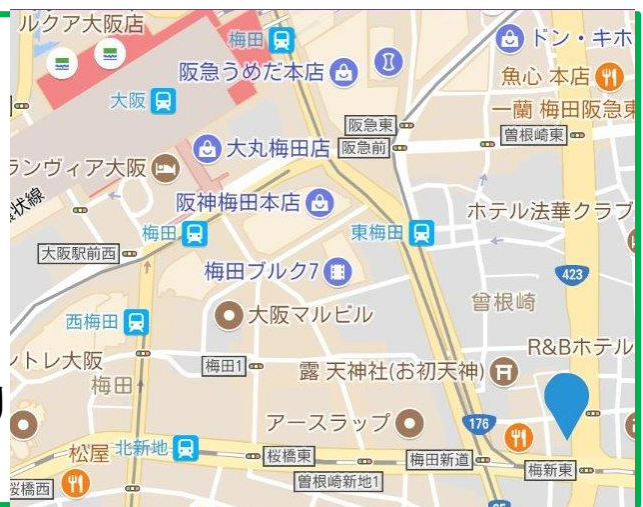 ルクア大阪店
梅田
ドン・キホ
阪急うめだ本店
魚心 本店
大阪
一蘭 梅田阪急東
阪急東
大丸梅田店
阪急前
曽根崎東
ランヴィア大阪
状線
阪神梅田本店
ホテル法華クラブ
梅田
東梅田
大阪駅前西
梅田ブルク7
423
曾根崎
西梅田
大阪マルビル
R&Bホテル
ントレ大阪
梅田1
露 天神社(お初天神)
梅田
アースラップ
176
松屋
北新地
桜橋東
梅田新道
梅新東
桜橋西
曽根崎新地1
25